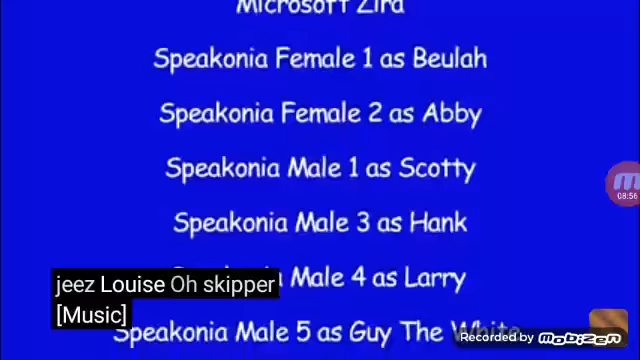 Microsoft Zira
Speakonia Female 1 as Beulah
Speakonia Female 2 as Abby
Speakonia Male 1 as Scotty
08:56
Speakonia Male 3 as Hank
Male 4 as Larry
jeez Louise Oh skipper
[Music]
Speakonia Male 5 as Guy The White
Recorded by mobizen